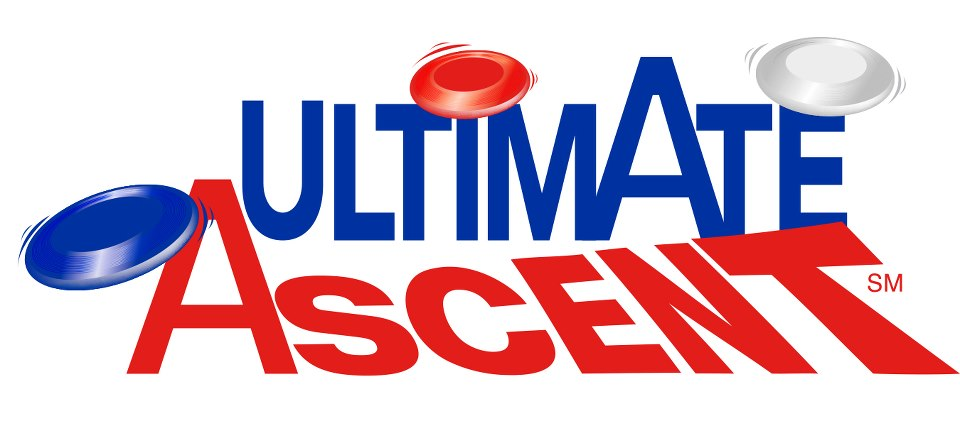 ULTIMATE
ASCENT
SM